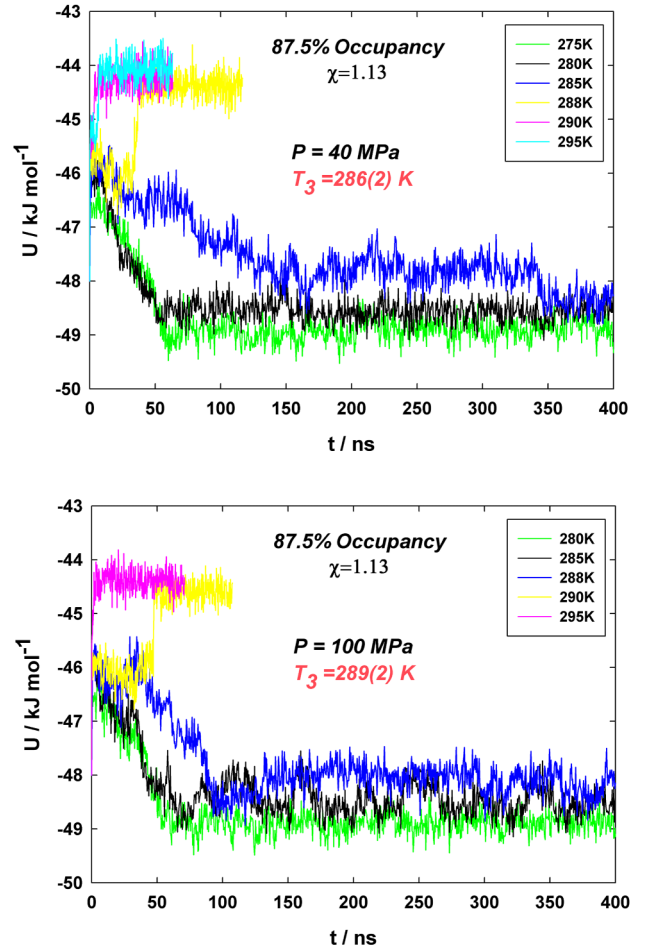 87.5% Occupancy
χ=1.13
P = 40 MPa
T3 =286(2) K
275K
280K
285K
288K
290K
295K
U / kJ mol-1
-43
-44
-45
-46
-47
-48
-49
-50
0
50
100
150
200
250
300
350
400
t / ns
87.5% Occupancy
χ=1.13
P = 100 MPa
T3 =289(2) K
280K
285K
288K
290K
295K
U / kJ mol-1
-43
-44
-45
-46
-47
-48
-49
-50
0
50
100
150
200
250
300
350
400
t / ns